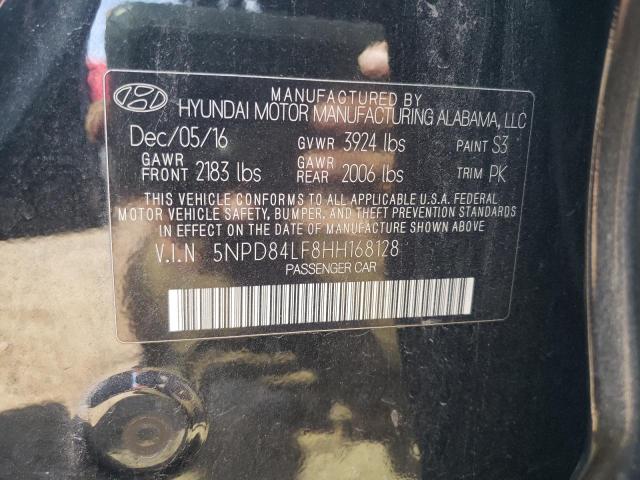 MANUFACTURED BY
HYUNDAI MOTOR MANUFACTURING ALABAMA, LLC
Dec/05/16 GVWR 3924 lbs PAINT S3
GAWR FRONT 2183 lbs GAWR REAR 2006 lbs TRIM PK
THIS VEHICLE CONFORMS TO ALL APPLICABLE U.S.A. FEDERAL
MOTOR VEHICLE SAFETY, BUMPER, AND THEFT PREVENTION STANDARDS
IN EFFECT ON THE DATE OF MANUFACTURE SHOWN ABOVE.
V.I.N 5NPD84LF8HH168128
PASSENGER CAR